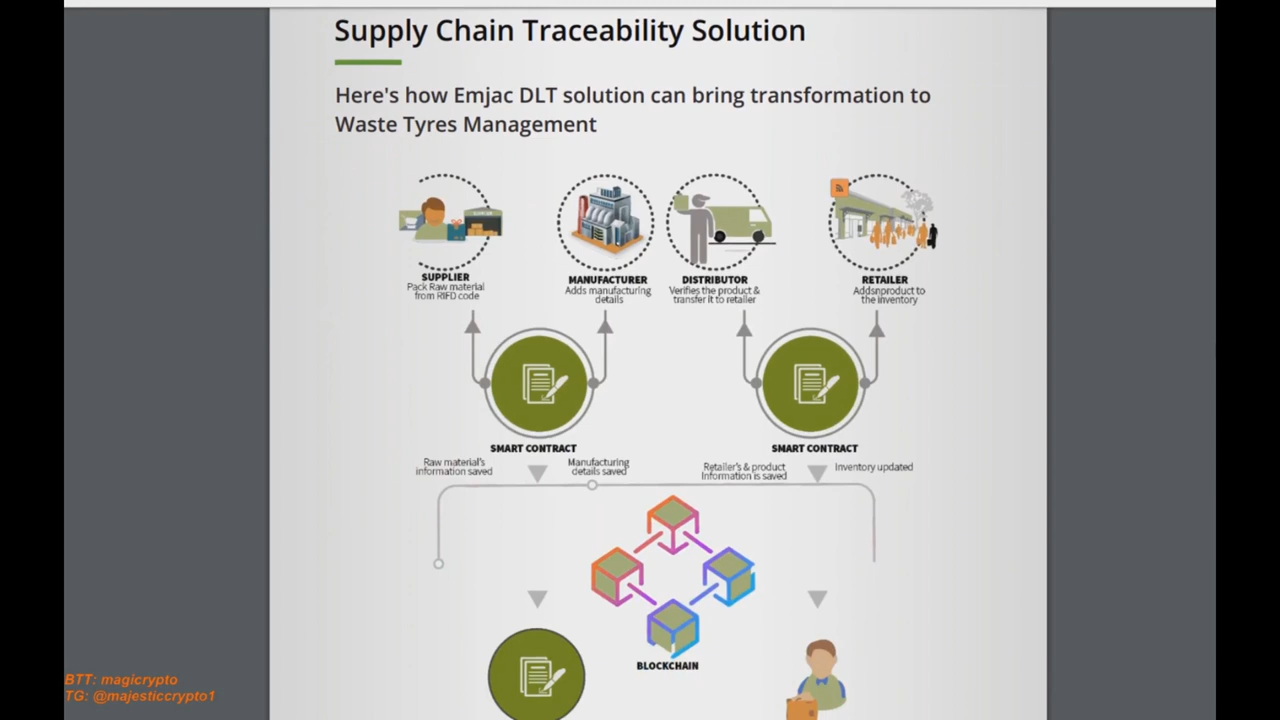 Supply Chain Traceability Solution
Here's how Emjac DLT solution can bring transformation to
Waste Tyres Management
SUPPLIER
Pack Raw material
from RIFD code
MANUFACTURER
Adds manufacturing
details
DISTRIBUTOR
Verifies the product &
transfer it to retailer
RETAILER
Addsnproduct to
the inventory
SMART CONTRACT
SMART CONTRACT
Raw material's
information saved
Manufacturing
details saved
Retailer's & product
Information is saved
Inventory updated
BLOCKCHAIN
BTT: magicrypto
TG: @majesticcrypto1